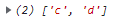 ▸ (2) ['c', 'd']